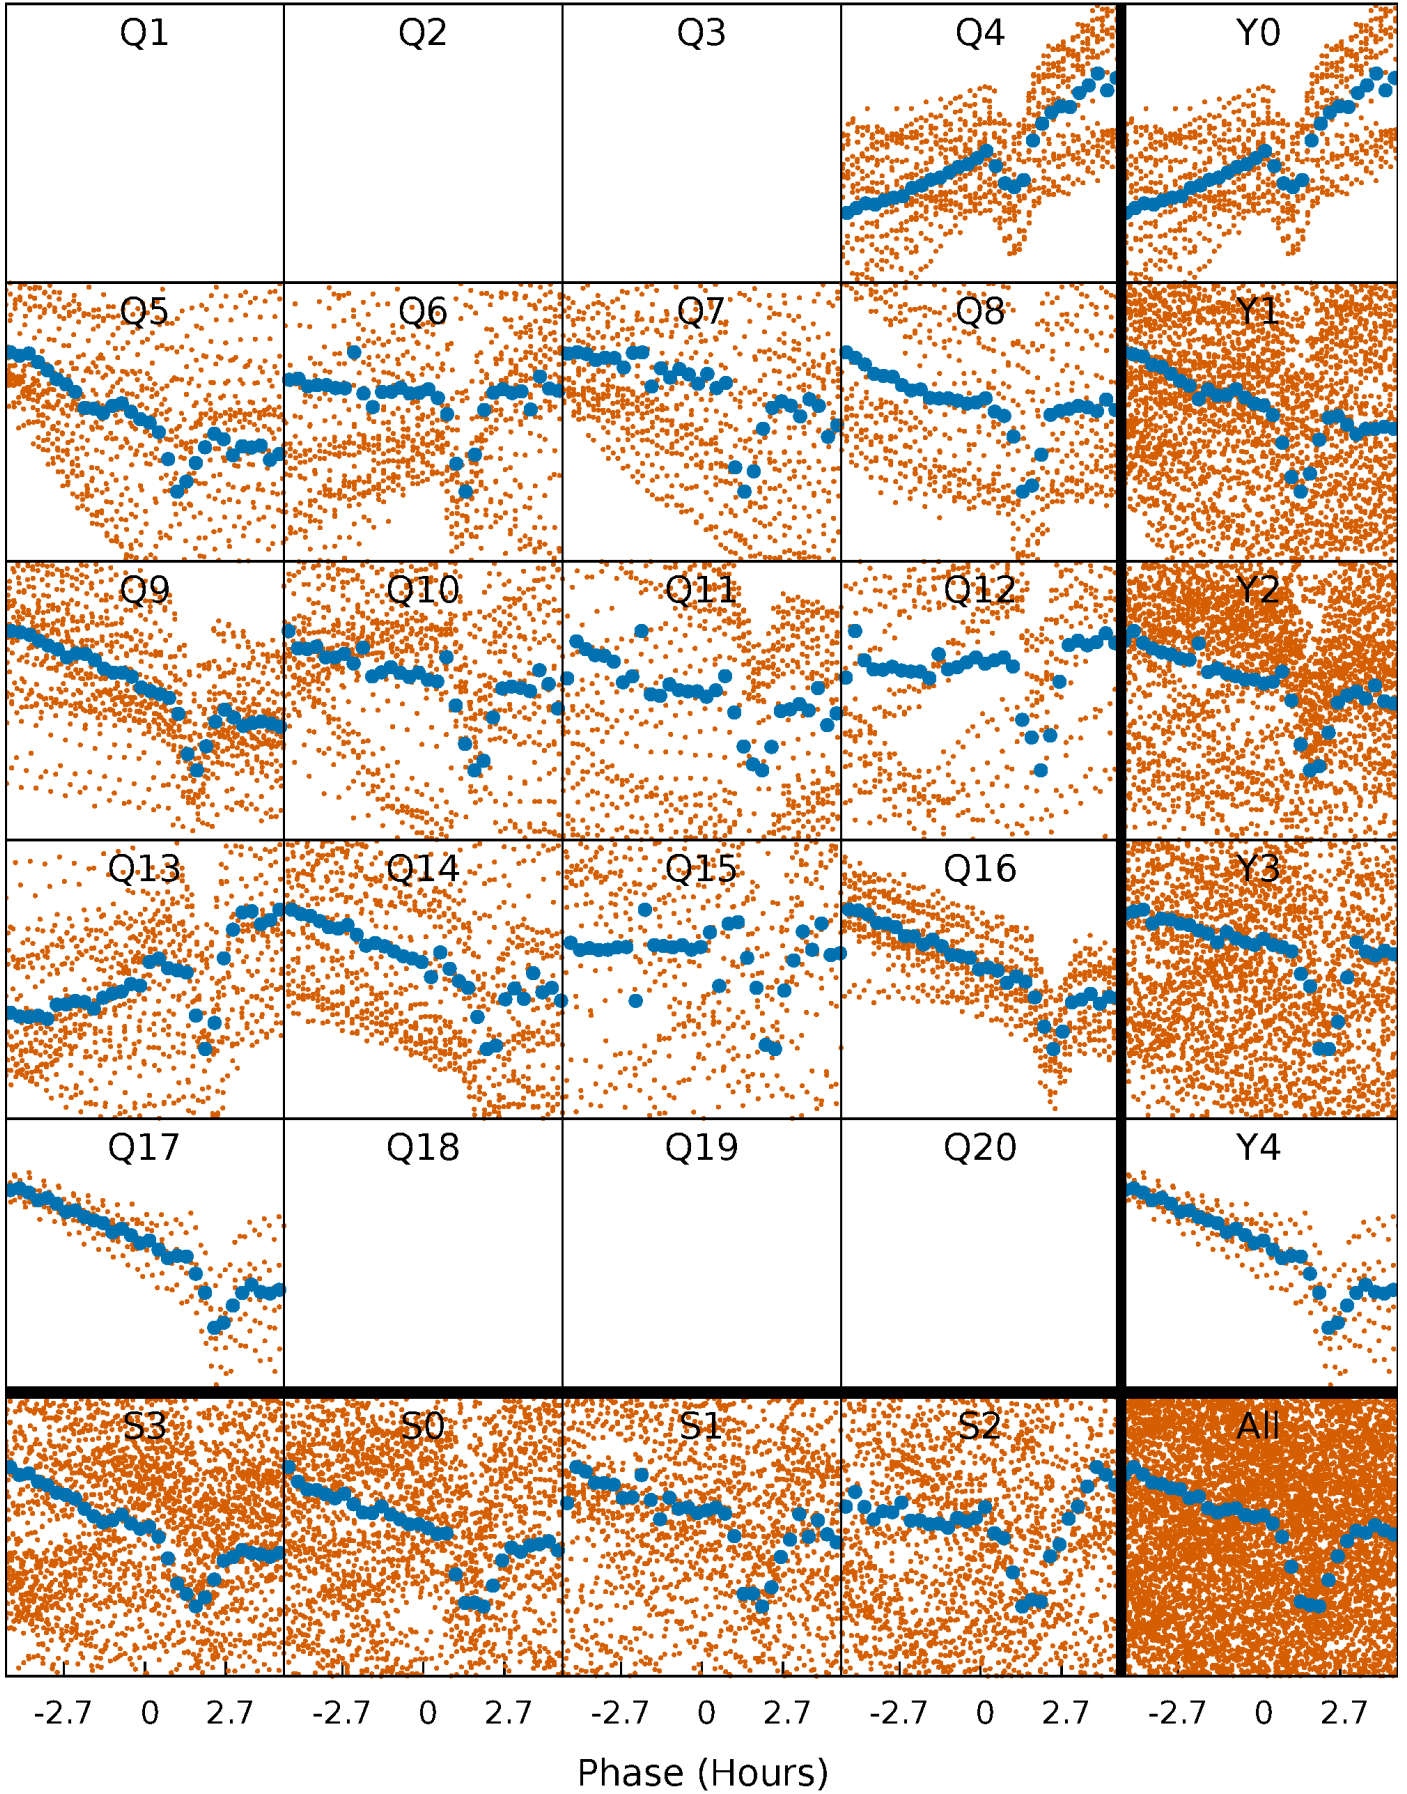 Q1 Q2 Q3 Q4 Y0
Q5 Q6 Q7 Q8 Y1
Q9 Q10 Q11 Q12 Y2
Q13 Q14 Q15 Q16 Y3
Q17 Q18 Q19 Q20 Y4
S3 S0 S1 S2 All
-2.7 0 2.7 -2.7 0 2.7 -2.7 0 2.7 -2.7 0 2.7 -2.7 0 2.7
Phase (Hours)